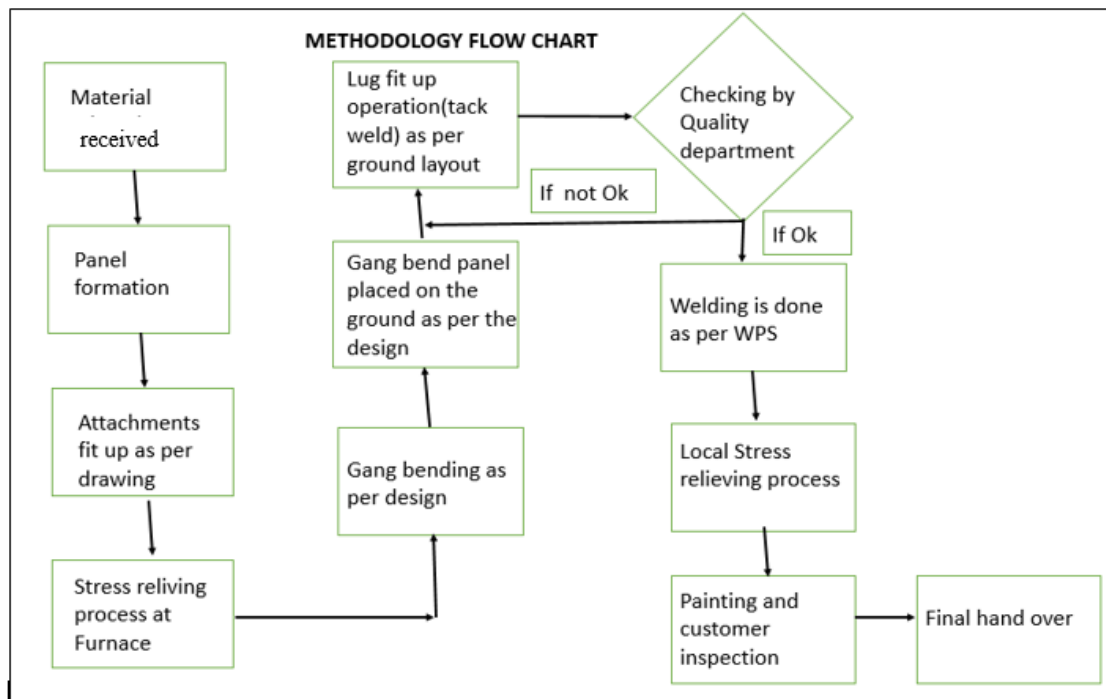 METHODOLOGY FLOW CHART
Material
received
Panel
formation
Attachments
fit up as per
drawing
Stress reliving
process at
Furnace
Gang bending as
per design
Gang bend panel
placed on the
ground as per the
design
Lug fit up
operation(tack
weld) as per
ground layout
Checking by
Quality
department
If not Ok
If Ok
Welding is done
as per WPS
Local Stress
relieving process
Painting and
customer
inspection
Final hand over